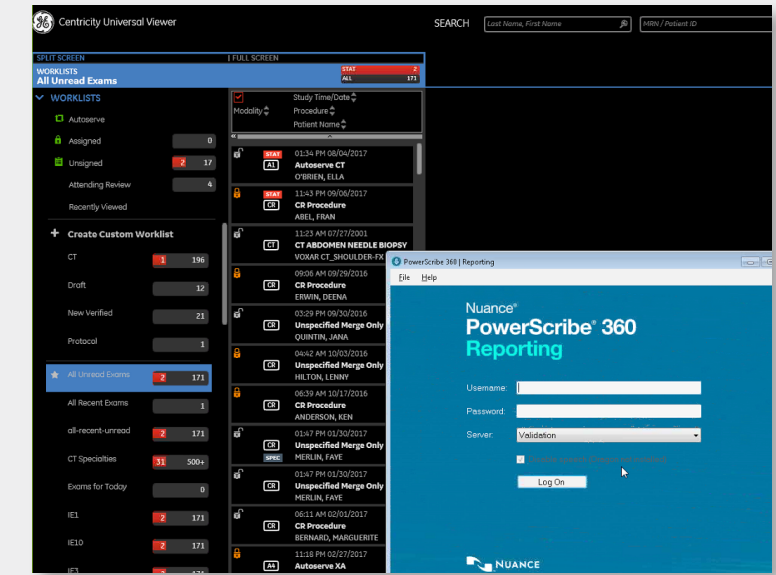 Centricity Universal Viewer
SEARCH
Last Name, First Name
MRN / Patient ID
SPLIT SCREEN
| FULL SCREEN
WORKLISTS
All Unread Exams
STAT 2
ALL 171
WORKLISTS
Autoserve
Assigned 0
Unsigned 2 17
Attending Review 4
Recently Viewed
Create Custom Worklist
CT 1 196
Draft 12
New Verified 21
Protocol 1
All Unread Exams 2 171
All Recent Exams 1
all-recent-unread 2 171
CT Specialties 31 500+
Exams for Today 0
IE1 2 171
IE10 2 171
IE3 171
Study Time/Date
Modality Procedure
Patient Name
01:34 PM 08/04/2017
STAT
A1 Autoserve CT
O'BRIEN, ELLA
11:43 PM 09/06/2017
STAT
CR CR Procedure
ABEL, FRAN
11:23 AM 07/27/2001
CT CT ABDOMEN NEEDLE BIOPSY
VOXAR CT_SHOULDER-FX
09:06 AM 09/29/2016
CR CR Procedure
ERWIN, DEENA
03:29 PM 09/30/2016
CR Unspecified Merge Only
QUINTIN, JANA
04:42 AM 10/03/2016
CR Unspecified Merge Only
HILTON, LENNY
06:39 AM 10/17/2016
CR CR Procedure
ANDERSON, KEN
01:47 PM 01/30/2017
CR Unspecified Merge Only
SPEC MERLIN, FAYE
01:47 PM 01/30/2017
CR Unspecified Merge Only
MERLIN, FAYE
06:11 AM 02/01/2017
CR CR Procedure
BERNARD, MARGUERITE
11:18 PM 02/27/2017
A4 Autoserve XA
PowerScribe 360 | Reporting
File Help
Nuance®
PowerScribe® 360
Reporting
Username:
Password:
Server: Validation
Log On
NUANCE